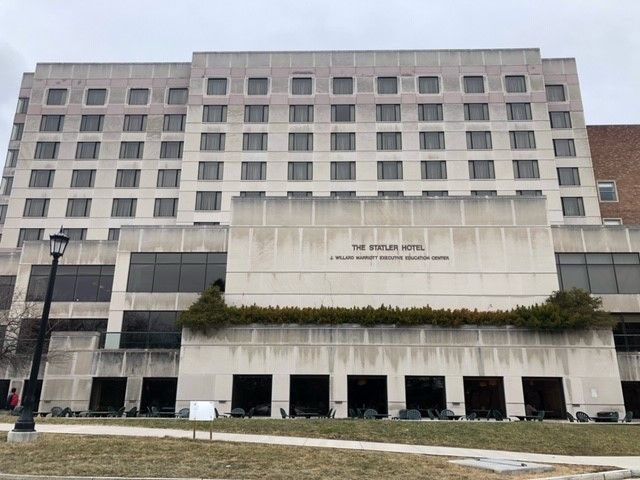 THE STATLER HOTEL
J. WILLARD MARRIOTT EXECUTIVE EDUCATION CENTER